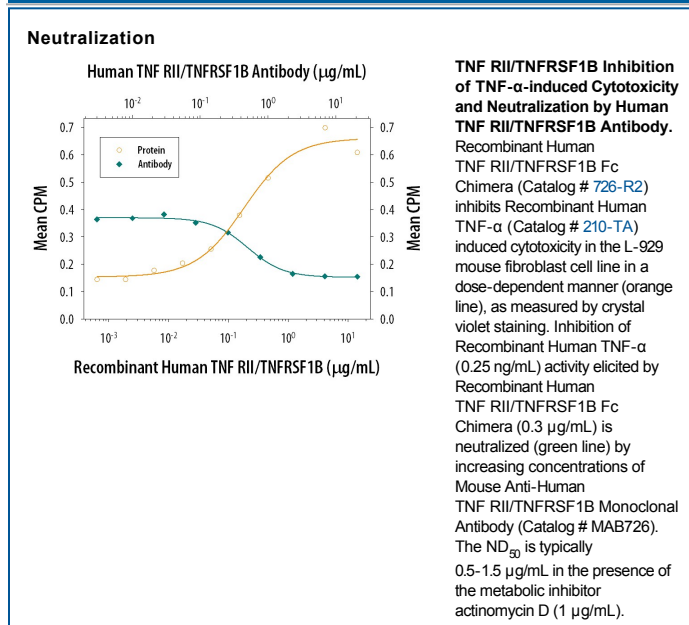 Neutralization
Human TNF RII/TNFRSF1B Antibody (µg/mL)
10-2 10-1 100 101
0.7 0.7
Protein
Antibody
0.6 0.6
0.5 0.5
0.4 0.4
0.3 0.3
0.2 0.2
0.1 0.1
0.0 0.0
Mean CPM
Mean CPM
10-3 10-2 10-1 100 101
Recombinant Human TNF RII/TNFRSF1B (µg/mL)
TNF RII/TNFRSF1B Inhibition
of TNF-α-induced Cytotoxicity
and Neutralization by Human
TNF RII/TNFRSF1B Antibody.
Recombinant Human
TNF RII/TNFRSF1B Fc
Chimera (Catalog # 726-R2)
inhibits Recombinant Human
TNF-α (Catalog # 210-TA)
induced cytotoxicity in the L-929
mouse fibroblast cell line in a
dose-dependent manner (orange
line), as measured by crystal
violet staining. Inhibition of
Recombinant Human TNF-α
(0.25 ng/mL) activity elicited by
Recombinant Human
TNF RII/TNFRSF1B Fc
Chimera (0.3 µg/mL) is
neutralized (green line) by
increasing concentrations of
Mouse Anti-Human
TNF RII/TNFRSF1B Monoclonal
Antibody (Catalog # MAB726).
The ND50 is typically
0.5-1.5 µg/mL in the presence of
the metabolic inhibitor
actinomycin D (1 µg/mL).